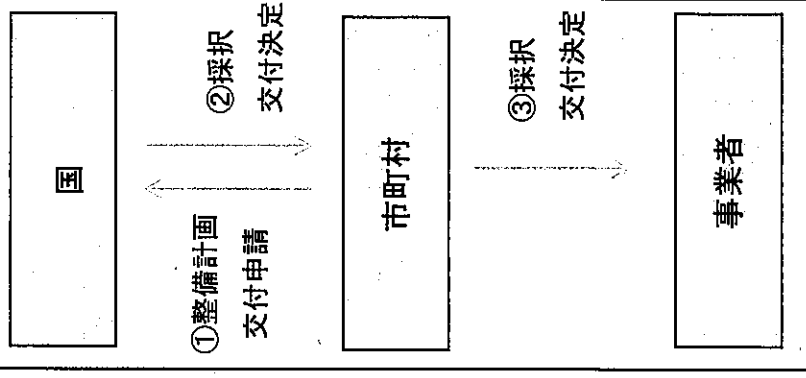 国
①整備計画
交付申請
②採択
交付決定
市町村
③採択
交付決定
事業者